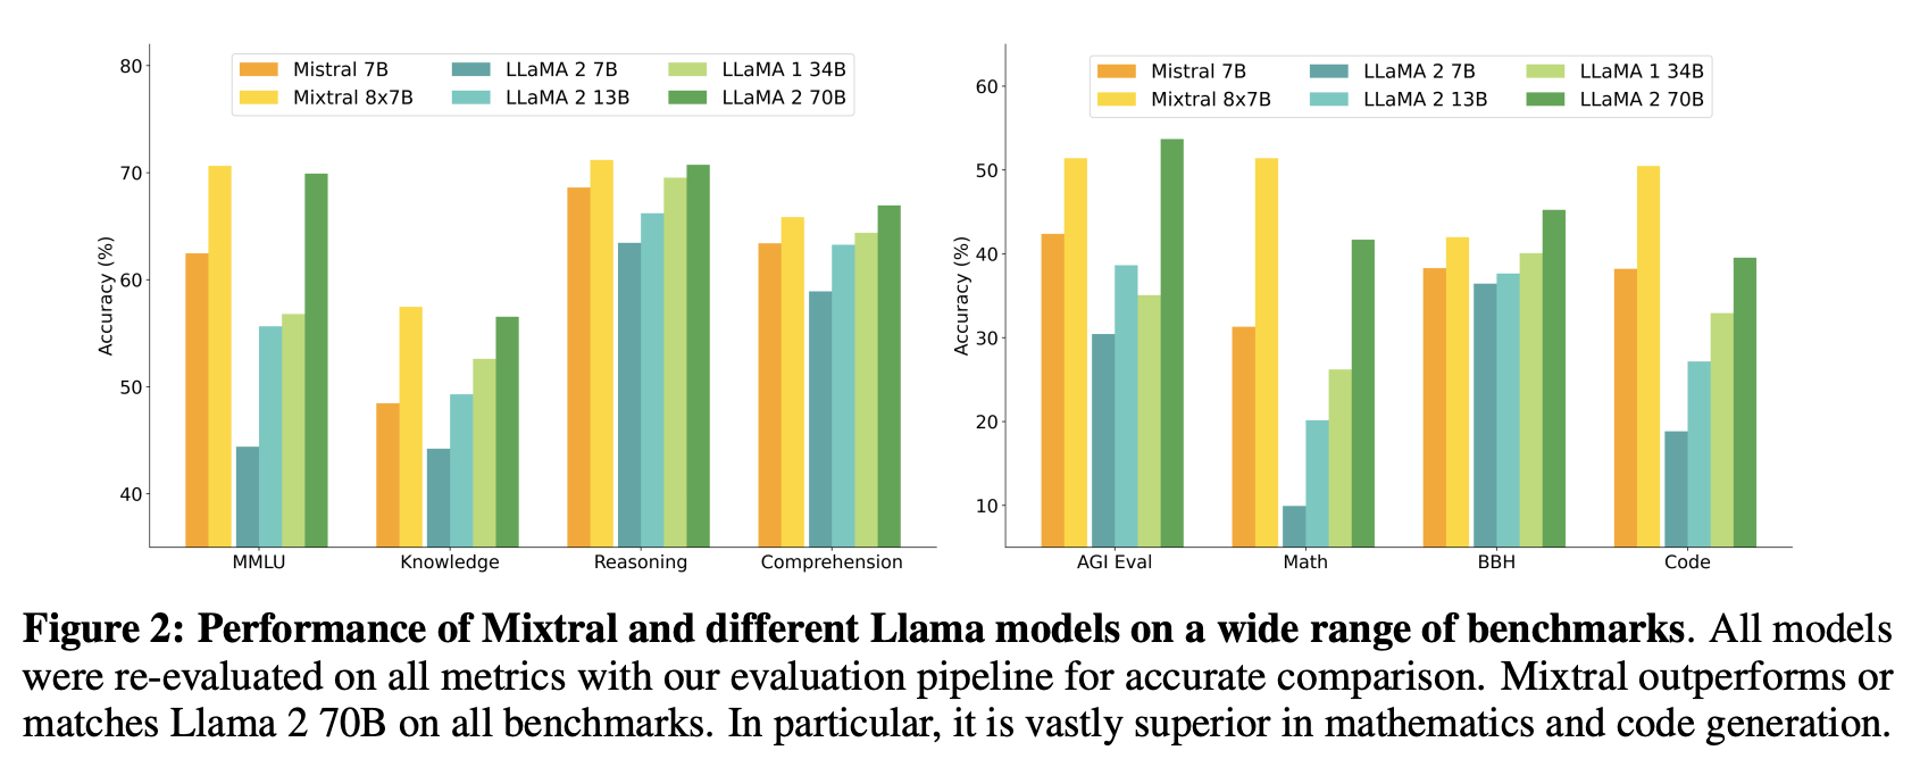 80
70
60
50
40
Accuracy (%)
Mistral 7B
Mixtral 8x7B
LLaMA 2 7B
LLaMA 2 13B
LLaMA 1 34B
LLaMA 2 70B
MMLU
Knowledge
Reasoning
Comprehension
60
50
40
30
20
10
Accuracy (%)
Mistral 7B
Mixtral 8x7B
LLaMA 2 7B
LLaMA 2 13B
LLaMA 1 34B
LLaMA 2 70B
AGI Eval
Math
BBH
Code
Figure 2: Performance of Mixtral and different Llama models on a wide range of benchmarks. All models
were re-evaluated on all metrics with our evaluation pipeline for accurate comparison. Mixtral outperforms or
matches Llama 2 70B on all benchmarks. In particular, it is vastly superior in mathematics and code generation.